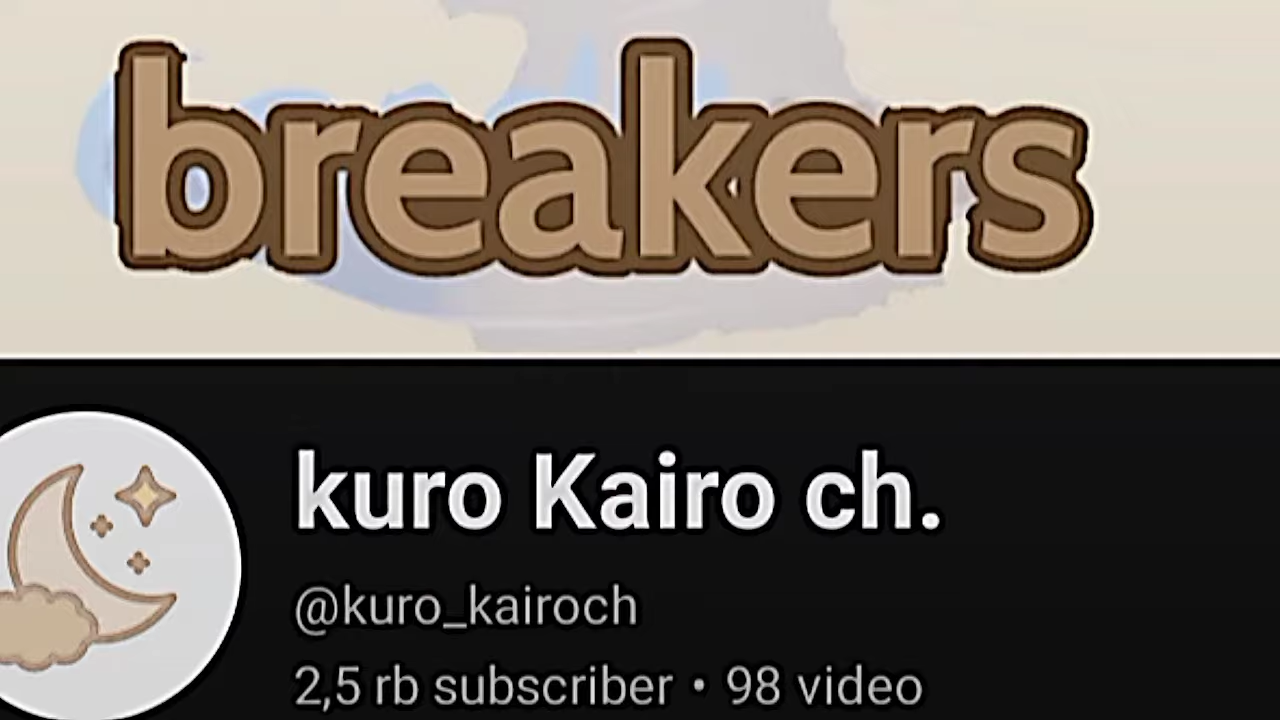 breakers
kuro Kairo ch.
@kuro_kairoch
2,5 rb subscriber • 98 video